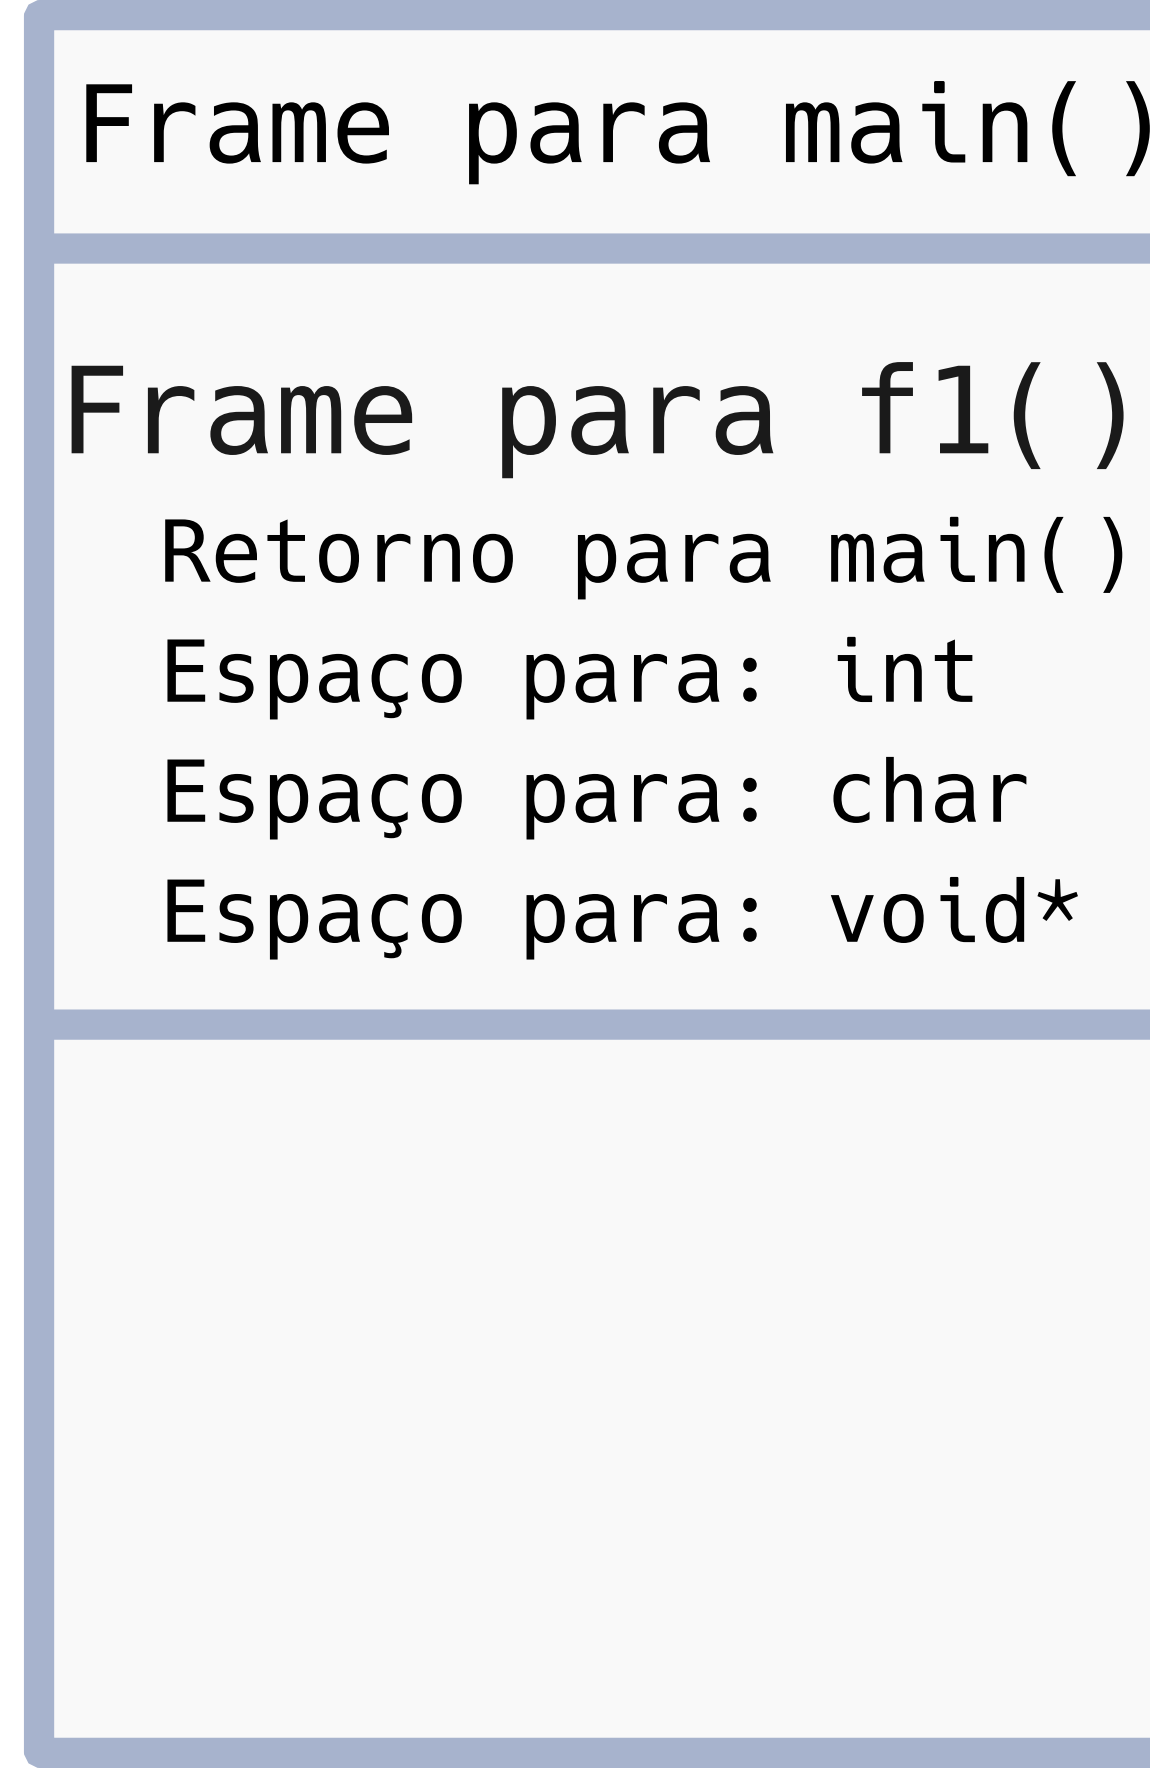 Frame para main()
Frame para f1()
Retorno para main()
Espaço para: int
Espaço para: char
Espaço para: void*